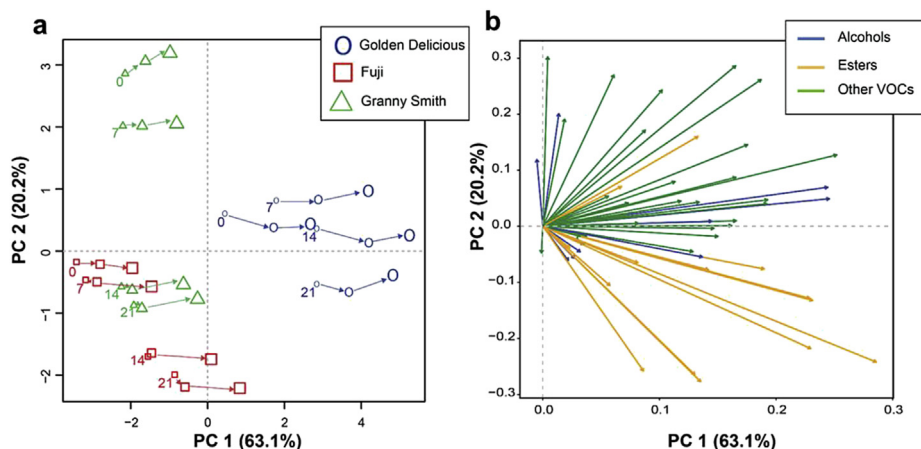 a
Golden Delicious
Fuji
Granny Smith
3
2
1
0
−1
−2
0
7
7
0
14
21
0
7
14
21
14
21
−2
0
2
4
PC 2 (20.2%)
PC 1 (63.1%)
b
Alcohols
Esters
Other VOCs
0.3
0.2
0.1
0.0
−0.1
−0.2
−0.3
0.0
0.1
0.2
0.3
PC 2 (20.2%)
PC 1 (63.1%)